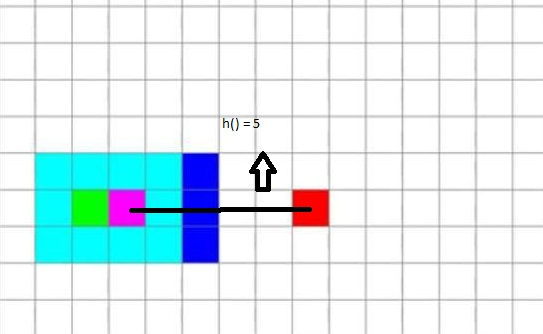 h() = 5